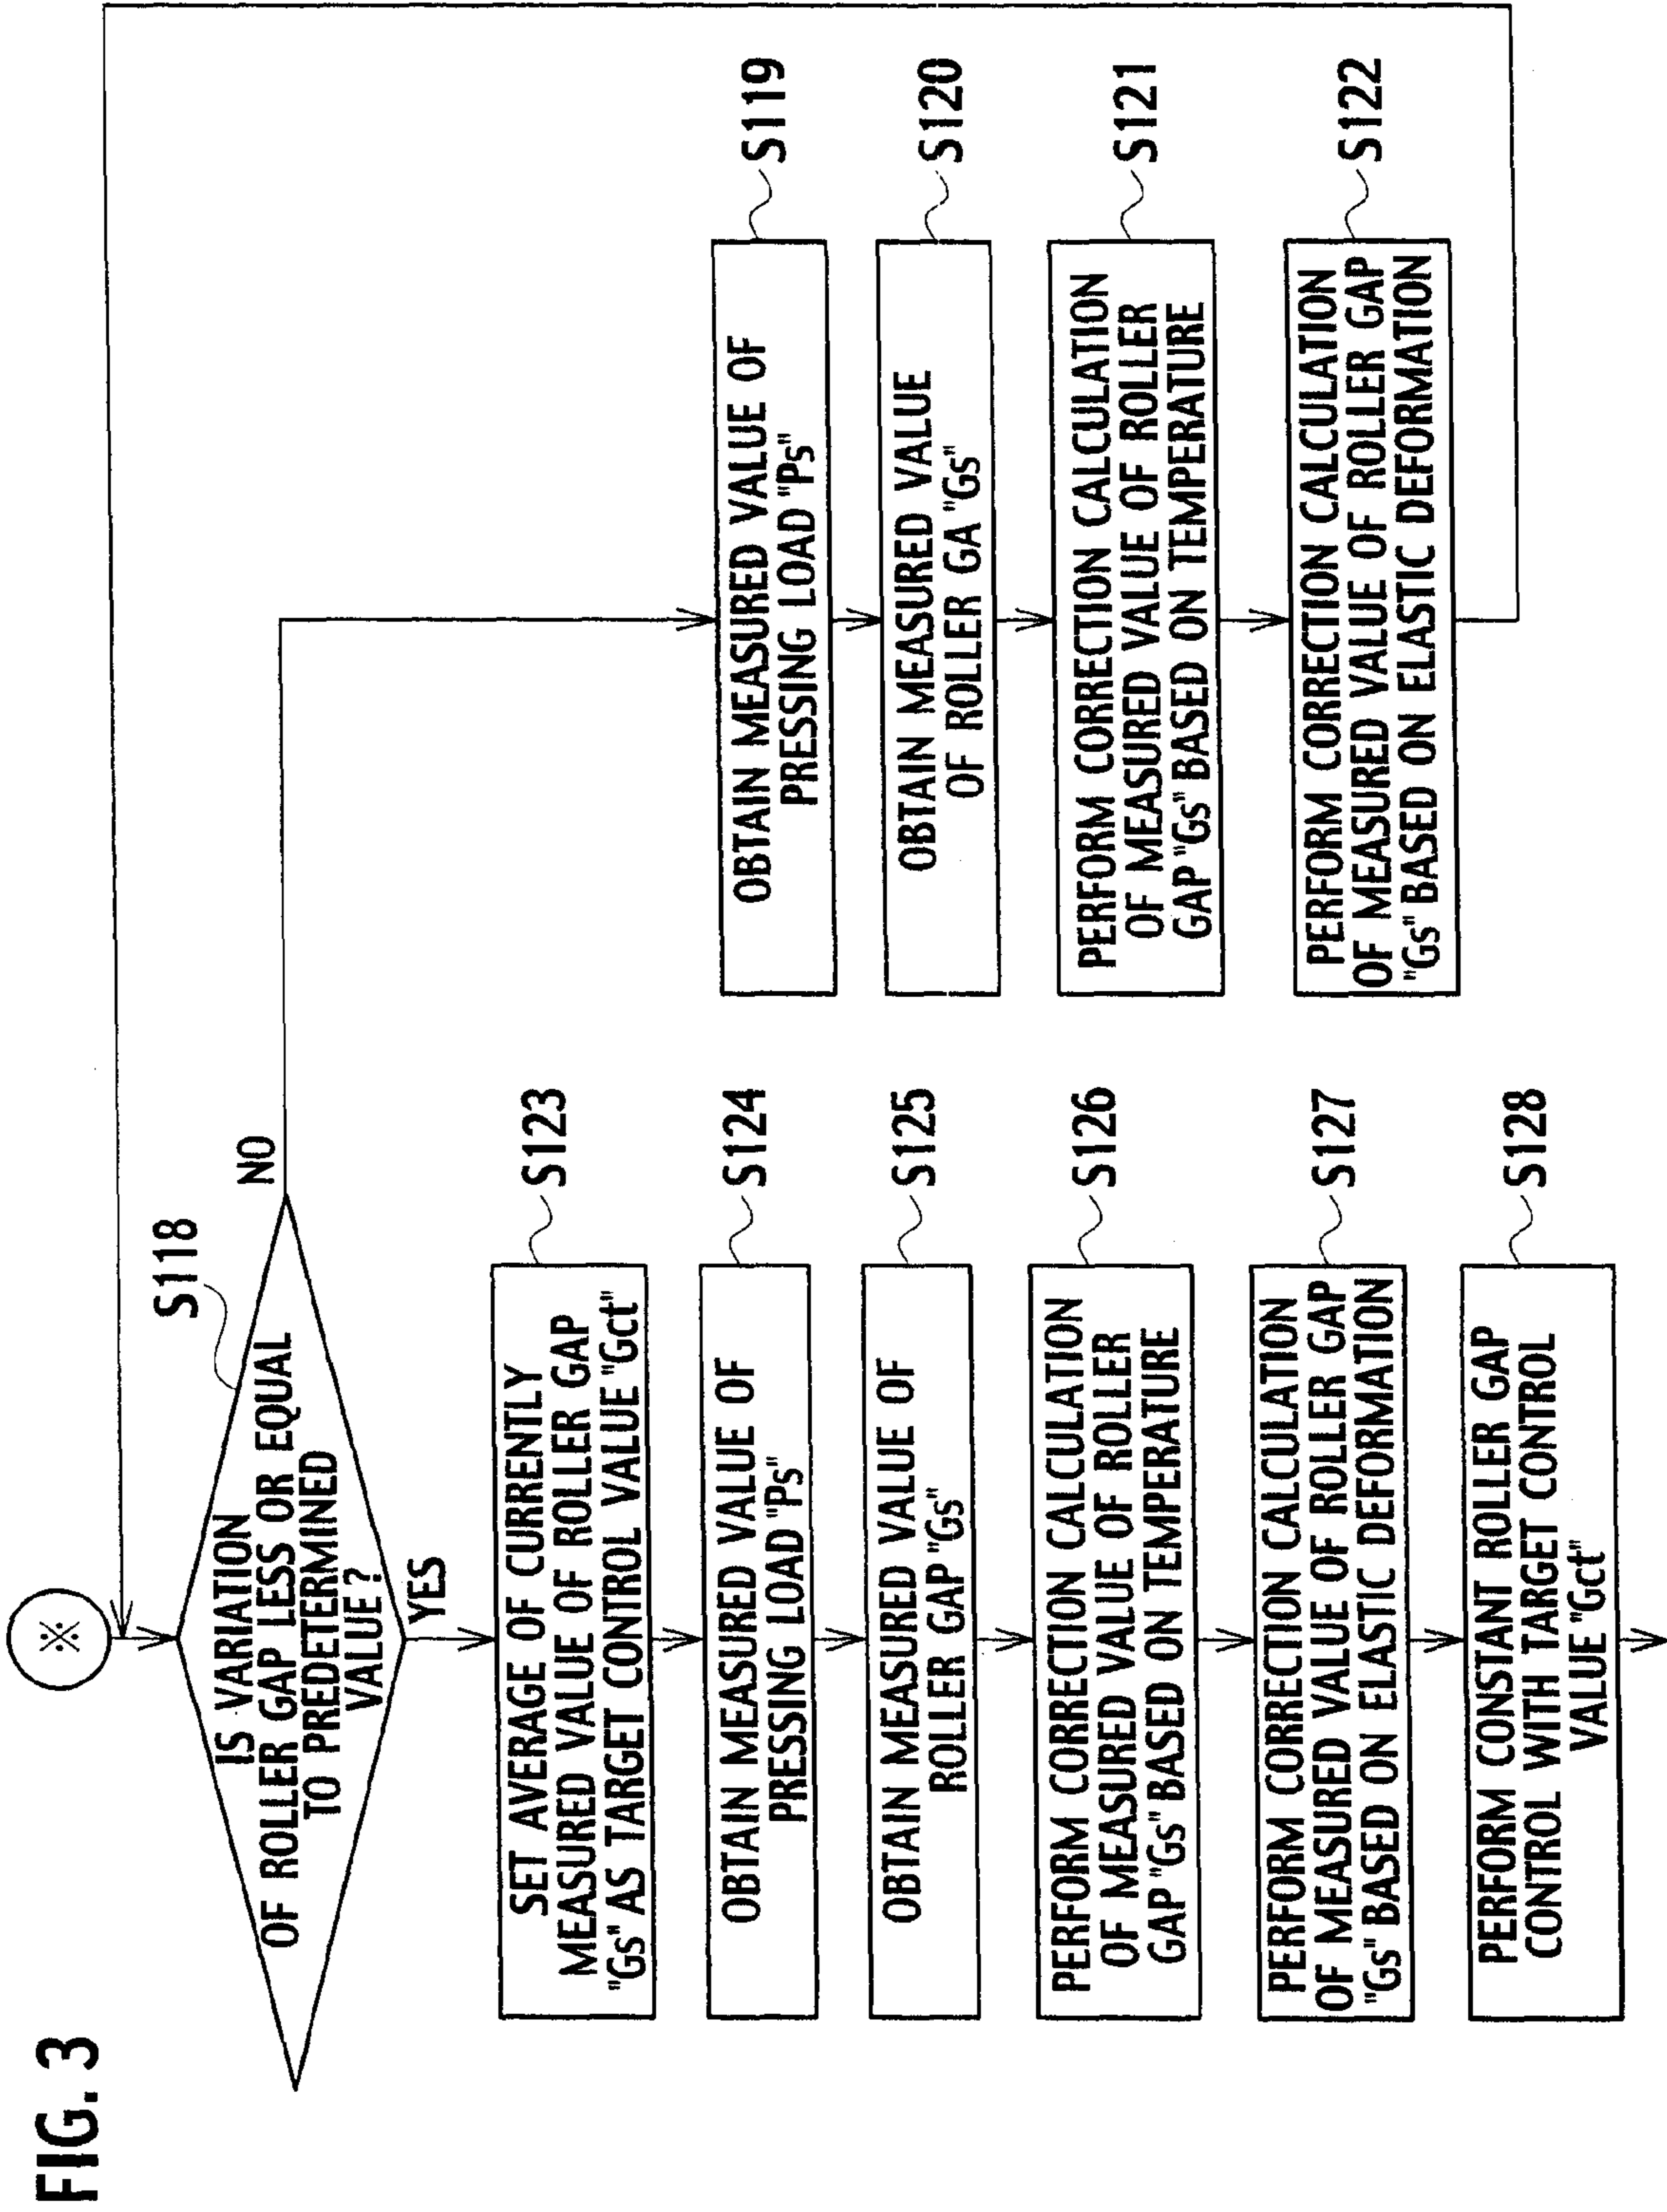 FIG. 3
※
S118
IS VARIATION
OF ROLLER GAP LESS OR EQUAL
TO PREDETERMINED
VALUE?
NO
YES
S123
SET AVERAGE OF CURRENTLY
MEASURED VALUE OF ROLLER GAP
"Gs" AS TARGET CONTROL VALUE "Gct"
S124
OBTAIN MEASURED VALUE OF
PRESSING LOAD "Ps"
S125
OBTAIN MEASURED VALUE OF
ROLLER GAP "Gs"
S126
PERFORM CORRECTION CALCULATION
OF MEASURED VALUE OF ROLLER
GAP "Gs" BASED ON TEMPERATURE
S127
PERFORM CORRECTION CALCULATION
OF MEASURED VALUE OF ROLLER GAP
"Gs" BASED ON ELASTIC DEFORMATION
S128
PERFORM CONSTANT ROLLER GAP
CONTROL WITH TARGET CONTROL
VALUE "Gct"
S119
OBTAIN MEASURED VALUE OF
PRESSING LOAD "Ps"
S120
OBTAIN MEASURED VALUE
OF ROLLER GA "Gs"
S121
PERFORM CORRECTION CALCULATION
OF MEASURED VALUE OF ROLLER
GAP "Gs" BASED ON TEMPERATURE
S122
PERFORM CORRECTION CALCULATION
OF MEASURED VALUE OF ROLLER GAP
"Gs" BASED ON ELASTIC DEFORMATION